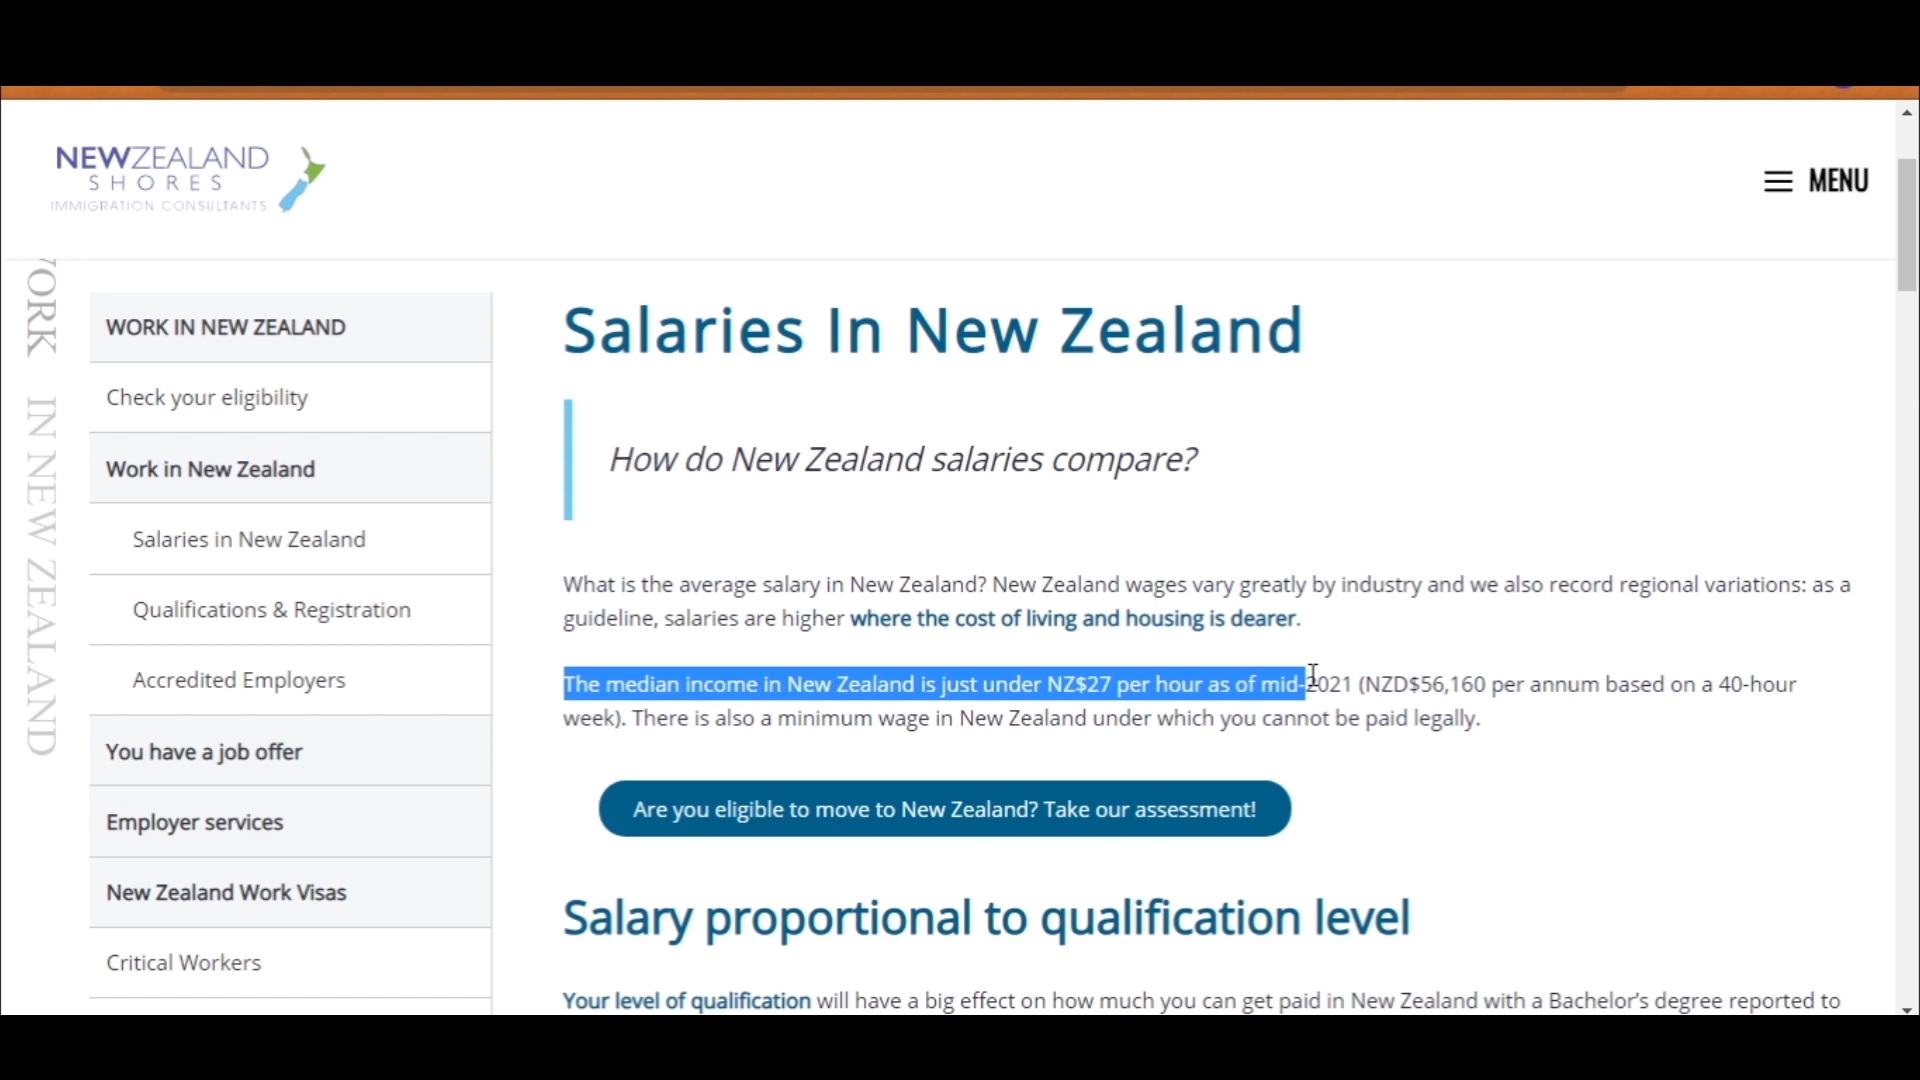 NEWZEALAND
SHORES
IMMIGRATION CONSULTANTS
MENU
WORK IN NEW ZEALAND
WORK IN NEW ZEALAND
Check your eligibility
Work in New Zealand
Salaries in New Zealand
Qualifications & Registration
Accredited Employers
You have a job offer
Employer services
New Zealand Work Visas
Critical Workers
Salaries In New Zealand
How do New Zealand salaries compare?
What is the average salary in New Zealand? New Zealand wages vary greatly by industry and we also record regional variations: as a
guideline, salaries are higher where the cost of living and housing is dearer.
The median income in New Zealand is just under NZ$27 per hour as of mid-2021 (NZD$56,160 per annum based on a 40-hour
week). There is also a minimum wage in New Zealand under which you cannot be paid legally.
Are you eligible to move to New Zealand? Take our assessment!
Salary proportional to qualification level
Your level of qualification will have a big effect on how much you can get paid in New Zealand with a Bachelor's degree reported to